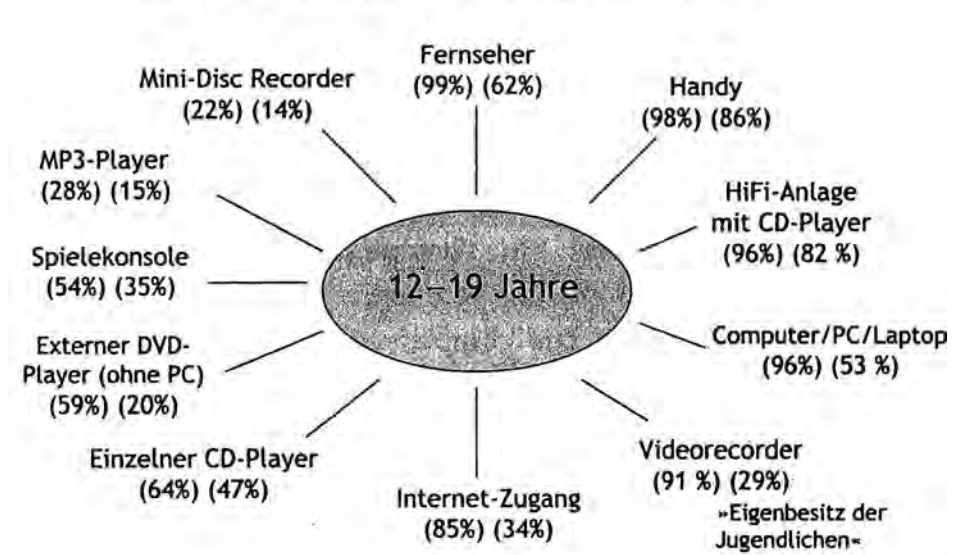 Fernseher
(99%) (62%)
Handy
(98%) (86%)
HiFi-Anlage
mit CD-Player
(96%) (82 %)
Computer/PC/Laptop
(96%) (53 %)
Videorecorder
(91 %) (29%)
»Eigenbesitz der
Jugendlichen«
Internet-Zugang
(85%) (34%)
Einzelner CD-Player
(64%) (47%)
Externer DVD-
Player (ohne PC)
(59%) (20%)
Spielekonsole
(54%) (35%)
MP3-Player
(28%) (15%)
Mini-Disc Recorder
(22%) (14%)
12–19 Jahre